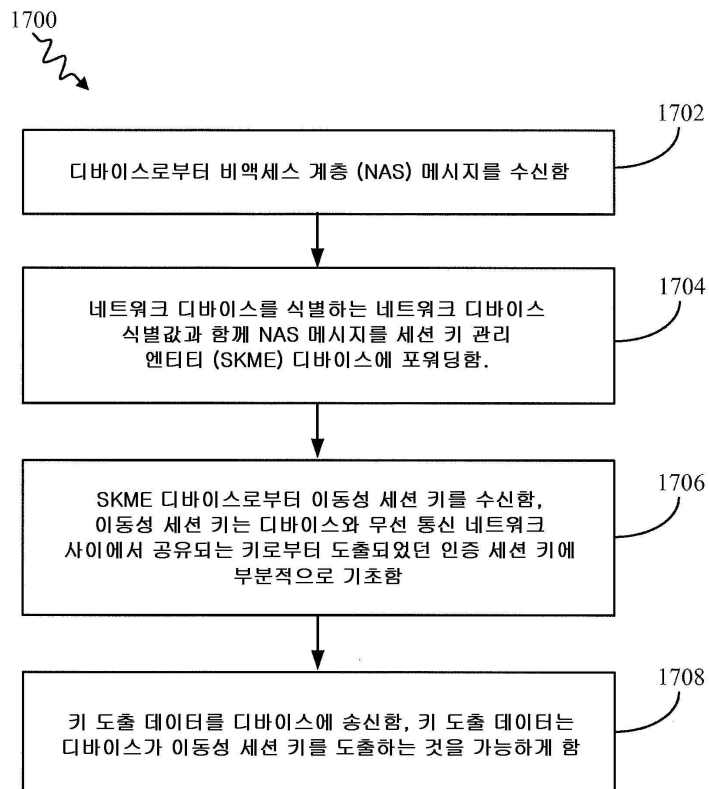 1700
1702
디바이스로부터 비액세스 계층 (NAS) 메시지를 수신함
1704
네트워크 디바이스를 식별하는 네트워크 디바이스
식별값과 함께 NAS 메시지를 세션 키 관리
엔티티 (SKME) 디바이스에 포워딩함.
1706
SKME 디바이스로부터 이동성 세션 키를 수신함,
이동성 세션 키는 디바이스와 무선 통신 네트워크
사이에서 공유되는 키로부터 도출되었던 인증 세션 키에
부분적으로 기초함
1708
키 도출 데이터를 디바이스에 송신함, 키 도출 데이터는
디바이스가 이동성 세션 키를 도출하는 것을 가능하게 함